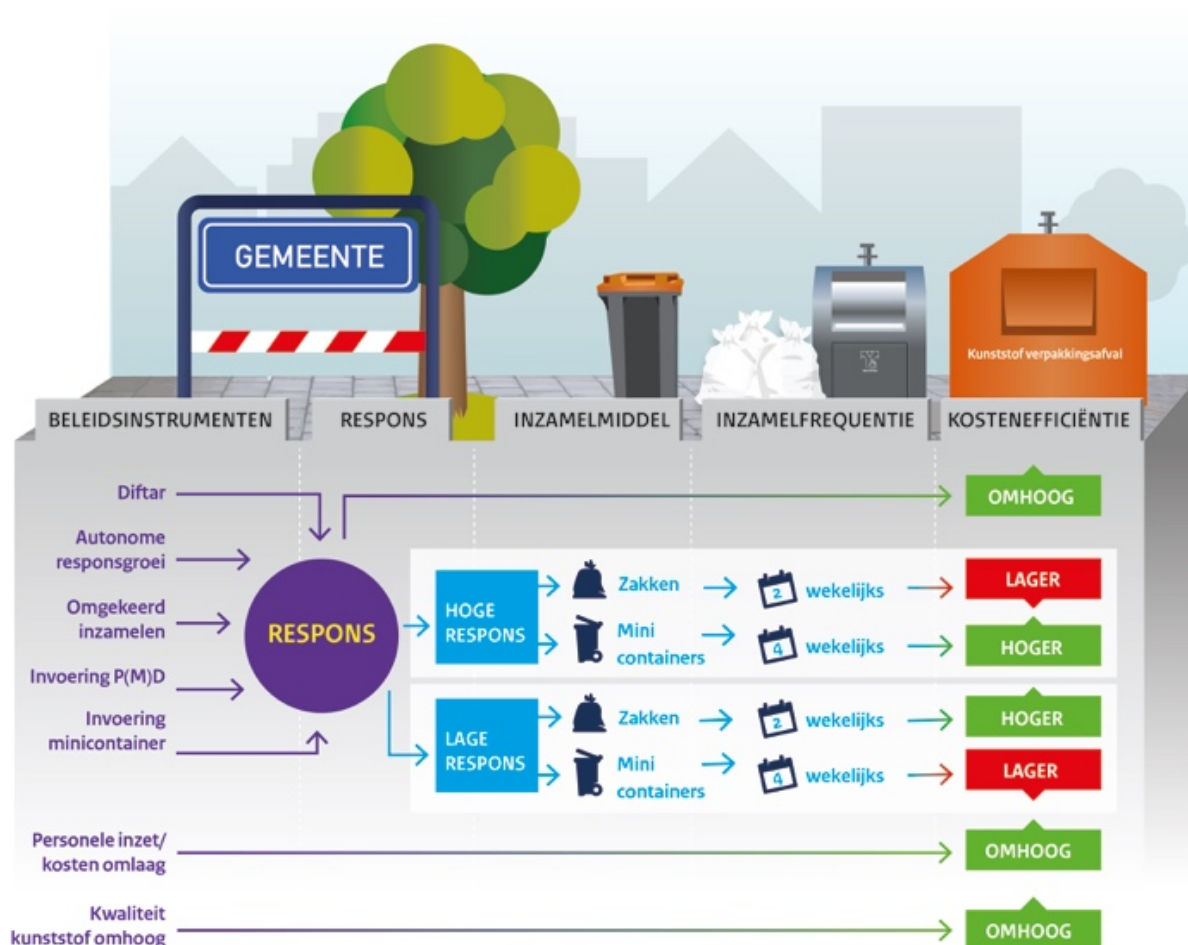 GEMEENTE
Kunststof verpakkingsafval
BELEIDSINSTRUMENTEN
RESPONS
INZAMELMIDDEL
INZAMELFREQUENTIE
KOSTENEFFICIËNTIE
Diftar
OMHOOG
Autonome
responsgroei
Omgekeerd
inzamelen
Invoering P(M)D
Invoering
minicontainer
RESPONS
HOGE
RESPONS
Zakken
2
wekelijks
LAGER
Mini
containers
4
wekelijks
HOGER
LAGE
RESPONS
Zakken
2
wekelijks
HOGER
Mini
containers
4
wekelijks
LAGER
Personele inzet/
kosten omlaag
OMHOOG
Kwaliteit
kunststof omhoog
OMHOOG